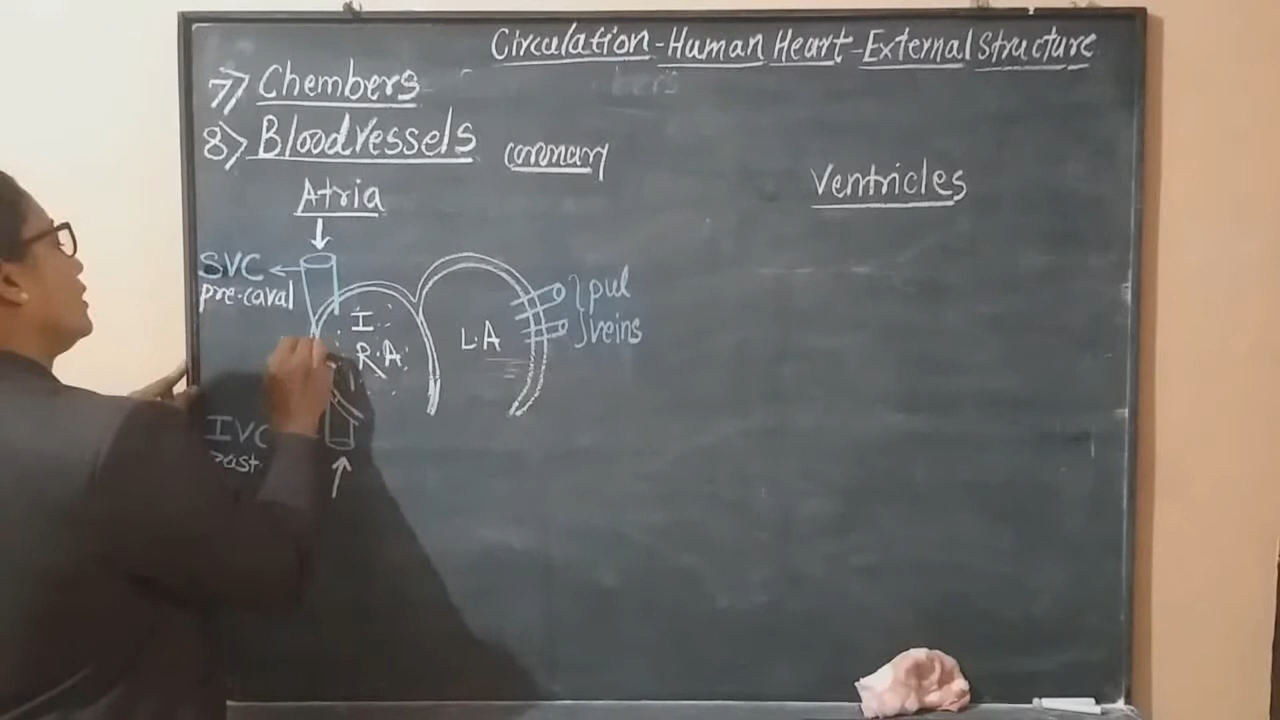 Circulation-Human Heart-External Structure
7) Chembers
8) Bloodvessels coronary
Atria
Ventricles
SVC
pre-caval
I
R.A
L.A
pul
veins
IVC